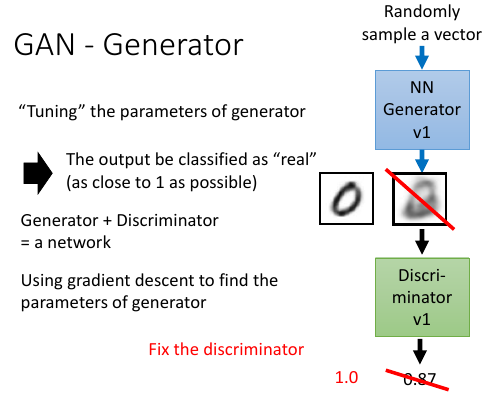 Randomly
sample a vector
GAN - Generator
NN
Generator
v1
“Tuning” the parameters of generator
The output be classified as “real”
(as close to 1 as possible)
Generator + Discriminator
= a network
Discri-
minator
v1
Using gradient descent to find the
parameters of generator
Fix the discriminator
1.0
0.87